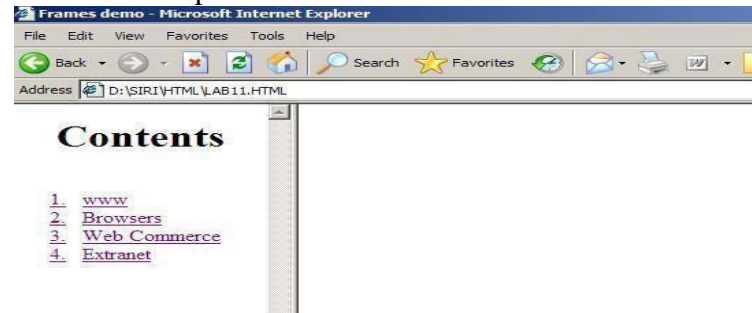 Frames demo - Microsoft Internet Explorer
File Edit View Favorites Tools Help
Back Search Favorites
Address D:\SIRI\HTML\LAB11.HTML
Contents
1. www
2. Browsers
3. Web Commerce
4. Extranet